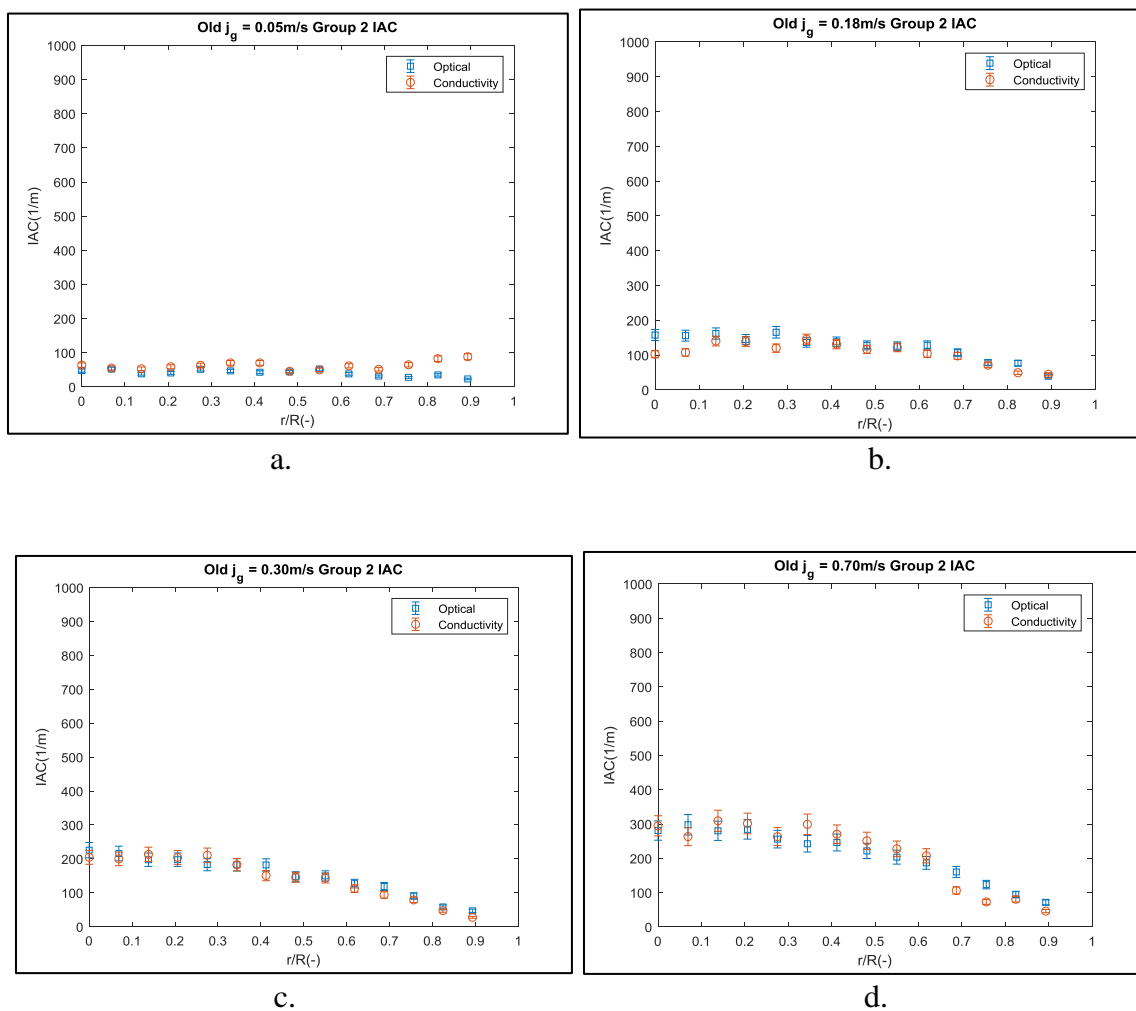 Old jg = 0.05m/s Group 2 IAC
1000
900
800
700
600
500
400
300
200
100
0
IAC(1/m)
Optical
Conductivity
0 0.1 0.2 0.3 0.4 0.5 0.6 0.7 0.8 0.9 1
r/R(-)
a.
Old jg = 0.18m/s Group 2 IAC
1000
900
800
700
600
500
400
300
200
100
0
IAC(1/m)
Optical
Conductivity
0 0.1 0.2 0.3 0.4 0.5 0.6 0.7 0.8 0.9 1
r/R(-)
b.
Old jg = 0.30m/s Group 2 IAC
1000
900
800
700
600
500
400
300
200
100
0
IAC(1/m)
Optical
Conductivity
0 0.1 0.2 0.3 0.4 0.5 0.6 0.7 0.8 0.9 1
r/R(-)
c.
Old jg = 0.70m/s Group 2 IAC
1000
900
800
700
600
500
400
300
200
100
0
IAC(1/m)
Optical
Conductivity
0 0.1 0.2 0.3 0.4 0.5 0.6 0.7 0.8 0.9 1
r/R(-)
d.